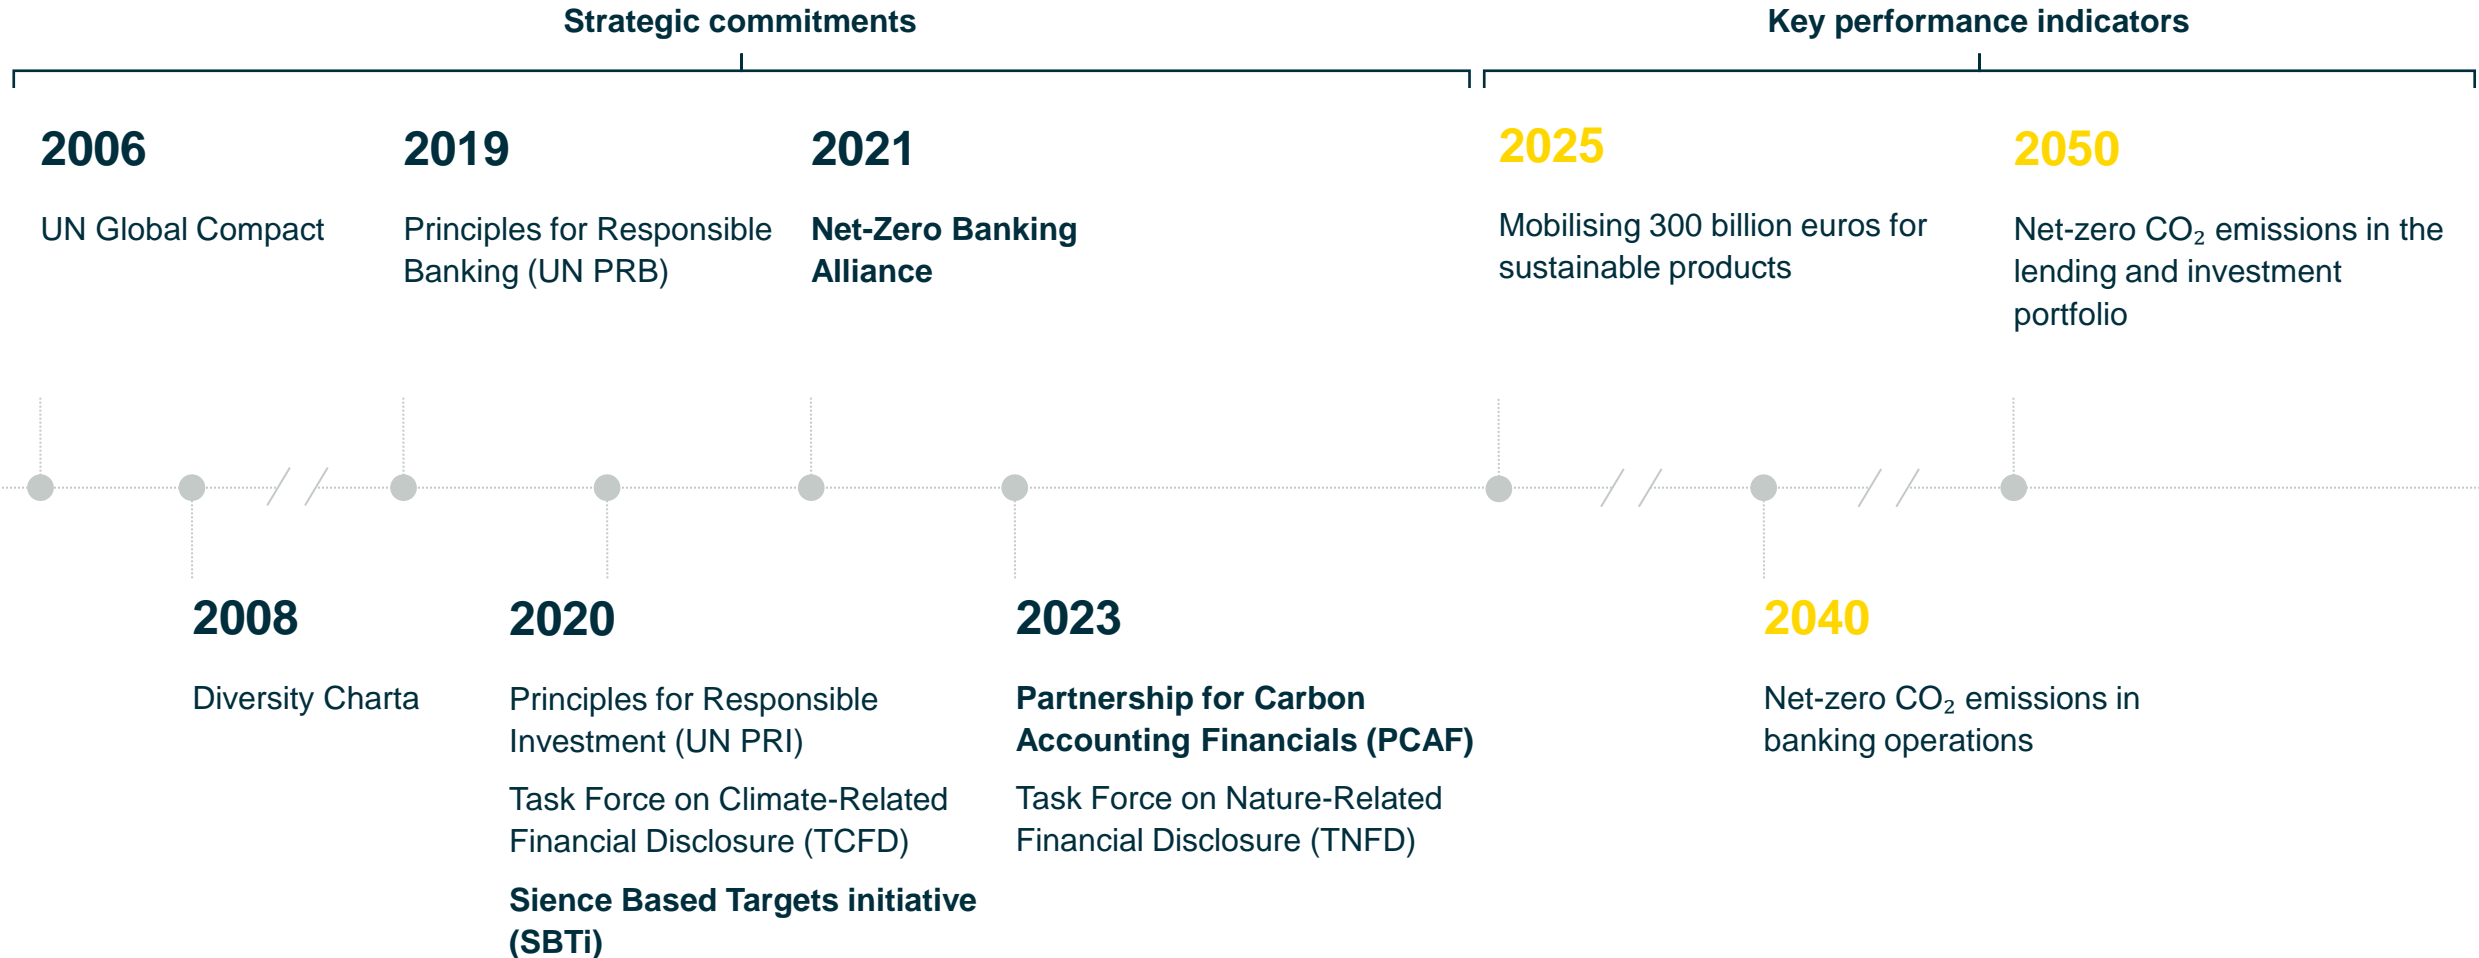 Strategic commitments
Key performance indicators
2006
UN Global Compact
2019
Principles for Responsible
Banking (UN PRB)
2021
Net-Zero Banking
Alliance
2025
Mobilising 300 billion euros for
sustainable products
2050
Net-zero CO₂ emissions in the
lending and investment
portfolio
2008
Diversity Charta
2020
Principles for Responsible
Investment (UN PRI)
Task Force on Climate-Related
Financial Disclosure (TCFD)
Sience Based Targets initiative
(SBTi)
2023
Partnership for Carbon
Accounting Financials (PCAF)
Task Force on Nature-Related
Financial Disclosure (TNFD)
2040
Net-zero CO₂ emissions in
banking operations